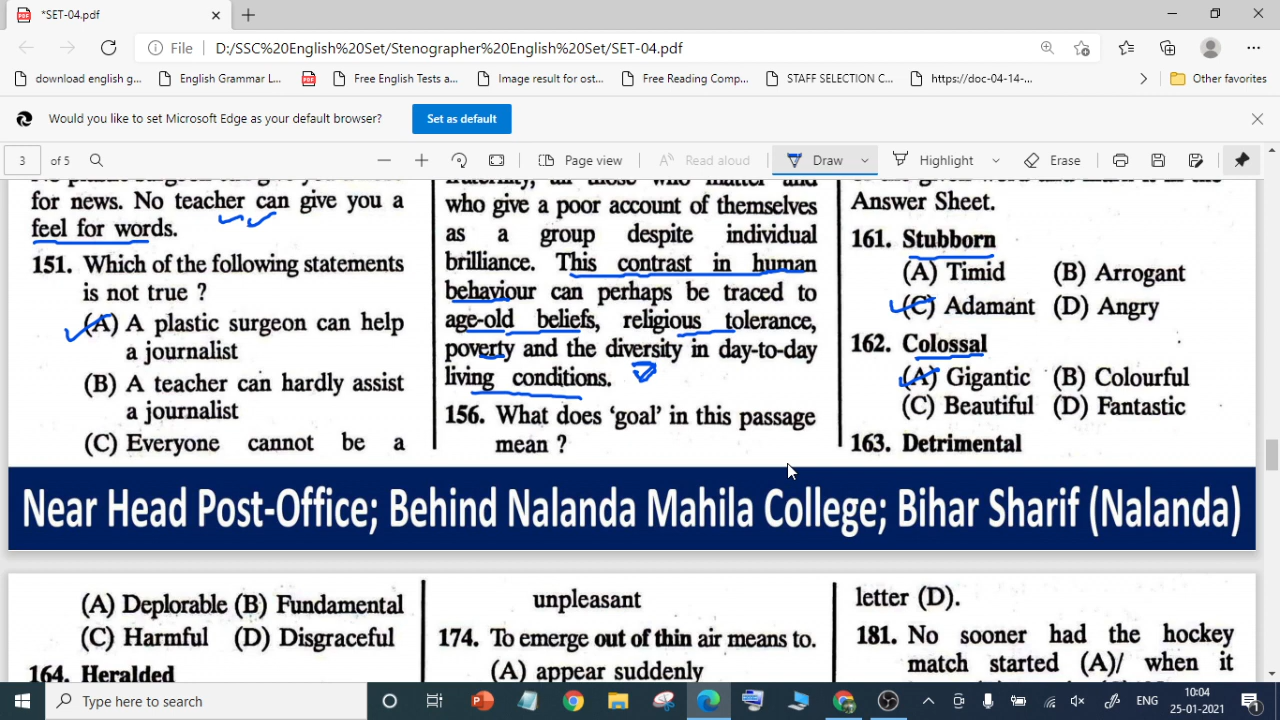 *SET-04.pdf
File D:/SSC%20English%20Set/Stenographer%20English%20Set/SET-04.pdf
download english g...
English Grammar L...
Free English Tests a...
Image result for ost...
Free Reading Comp...
STAFF SELECTION C...
https://doc-04-14-...
Other favorites
Would you like to set Microsoft Edge as your default browser?
Set as default
3 of 5
Page view
Read aloud
Draw
Highlight
Erase
for news. No teacher can give you a
feel for words.
151. Which of the following statements
is not true ?
(A) A plastic surgeon can help
a journalist
(B) A teacher can hardly assist
a journalist
(C) Everyone cannot be a
fraternity, all those who matter and
who give a poor account of themselves
as a group despite individual
brilliance. This contrast in human
behaviour can perhaps be traced to
age-old beliefs, religious tolerance,
poverty and the diversity in day-to-day
living conditions.
156. What does ‘goal’ in this passage
mean ?
Answer Sheet.
161. Stubborn
(A) Timid (B) Arrogant
(C) Adamant (D) Angry
162. Colossal
(A) Gigantic (B) Colourful
(C) Beautiful (D) Fantastic
163. Detrimental
Near Head Post-Office; Behind Nalanda Mahila College; Bihar Sharif (Nalanda)
(A) Deplorable (B) Fundamental
(C) Harmful (D) Disgraceful
164. Heralded
unpleasant
174. To emerge out of thin air means to.
(A) appear suddenly
letter (D).
181. No sooner had the hockey
match started (A)/ when it
Type here to search
ENG
10:04
25-01-2021
1